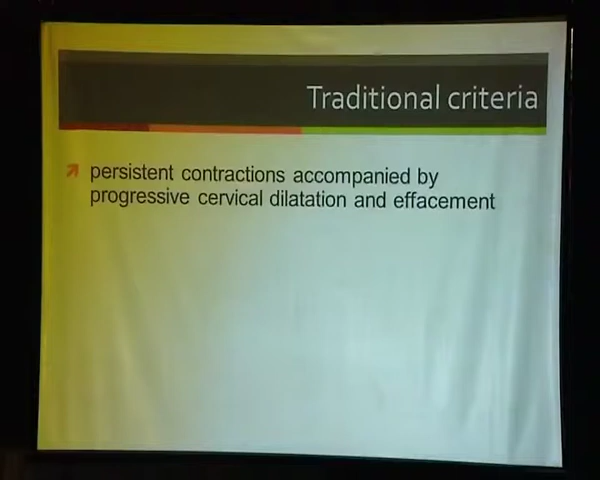 Traditional criteria
persistent contractions accompanied by
progressive cervical dilatation and effacement